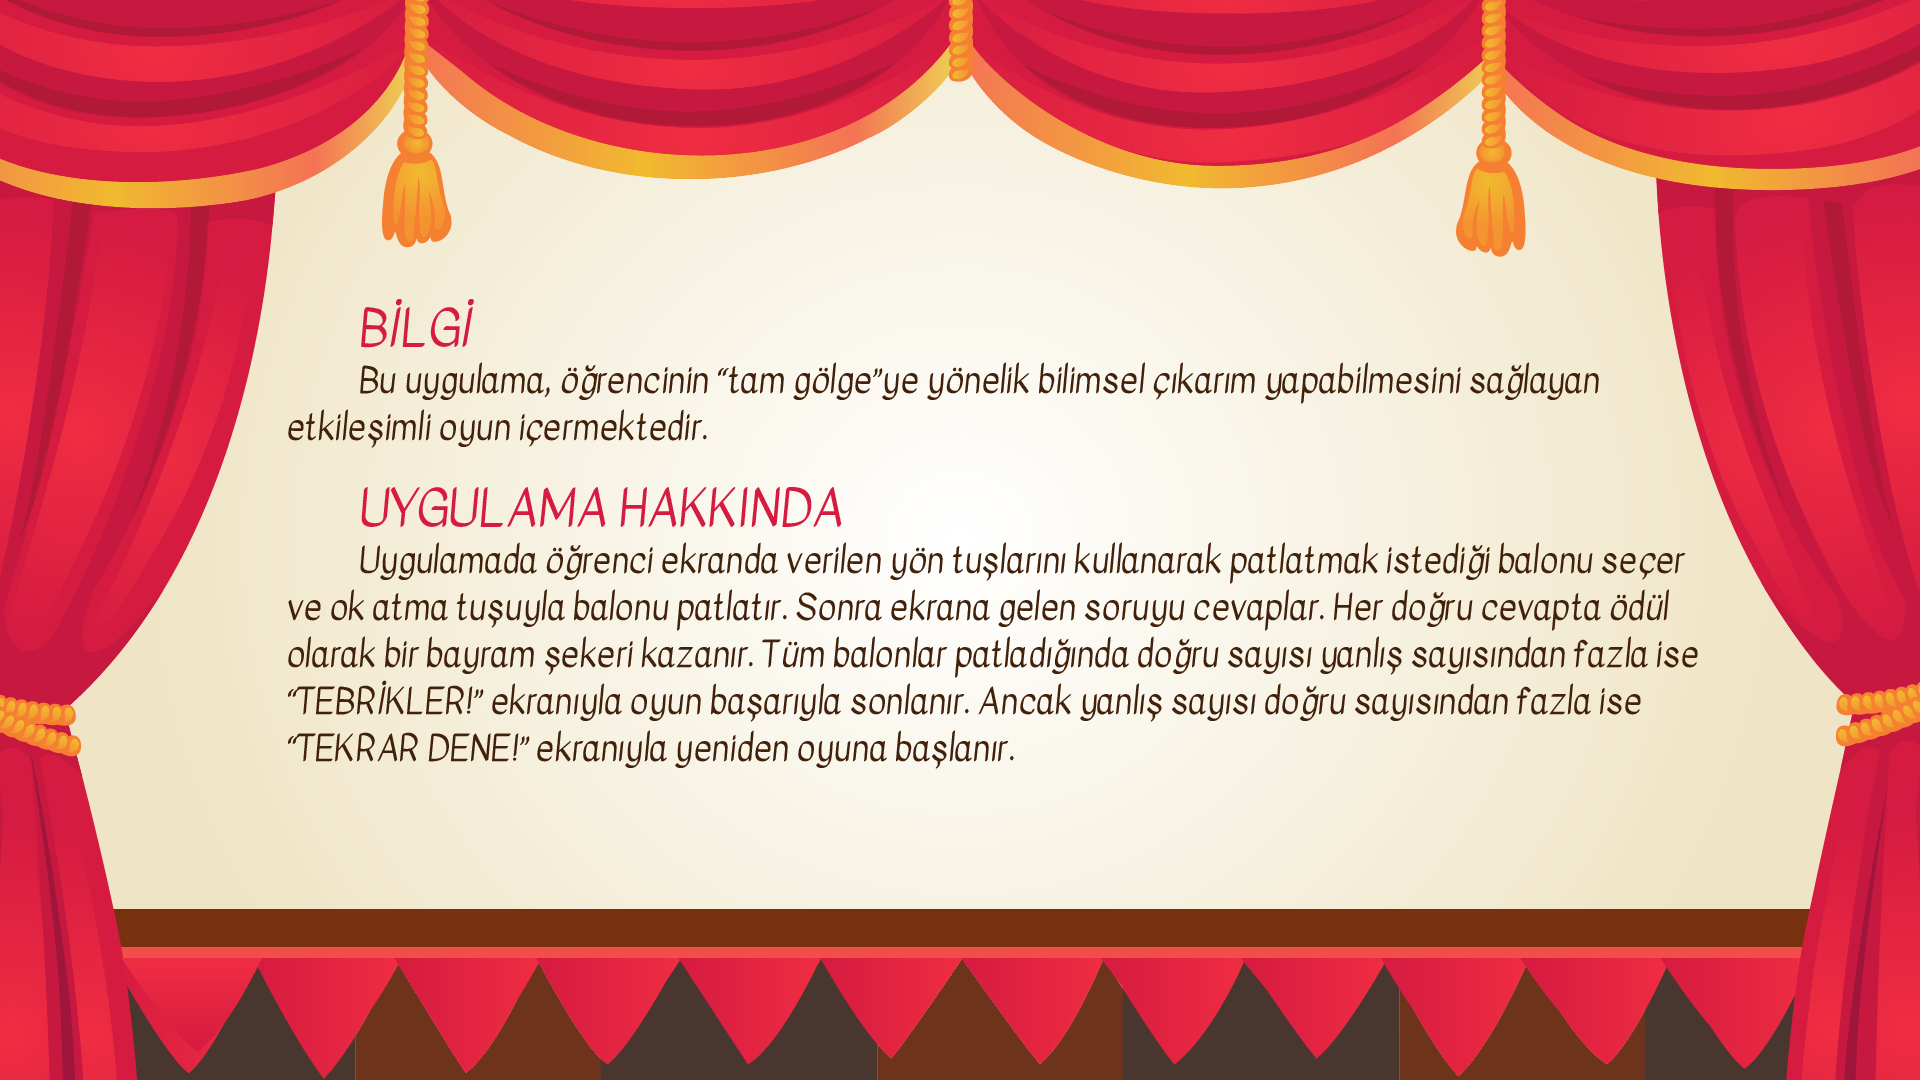 BİLGİ
Bu uygulama, öğrencinin “tam gölge”ye yönelik bilimsel çıkarım yapabilmesini sağlayan
etkileşimli oyun içermektedir.
UYGULAMA HAKKINDA
Uygulamada öğrenci ekranda verilen yön tuşlarını kullanarak patlatmak istediği balonu seçer
ve ok atma tuşuyla balonu patlatır. Sonra ekrana gelen soruyu cevaplar. Her doğru cevapta ödül
olarak bir bayram şekeri kazanır. Tüm balonlar patladığında doğru sayısı yanlış sayısından fazla ise
“TEBRİKLER!” ekranıyla oyun başarıyla sonlanır. Ancak yanlış sayısı doğru sayısından fazla ise
“TEKRAR DENE!” ekranıyla yeniden oyuna başlanır.